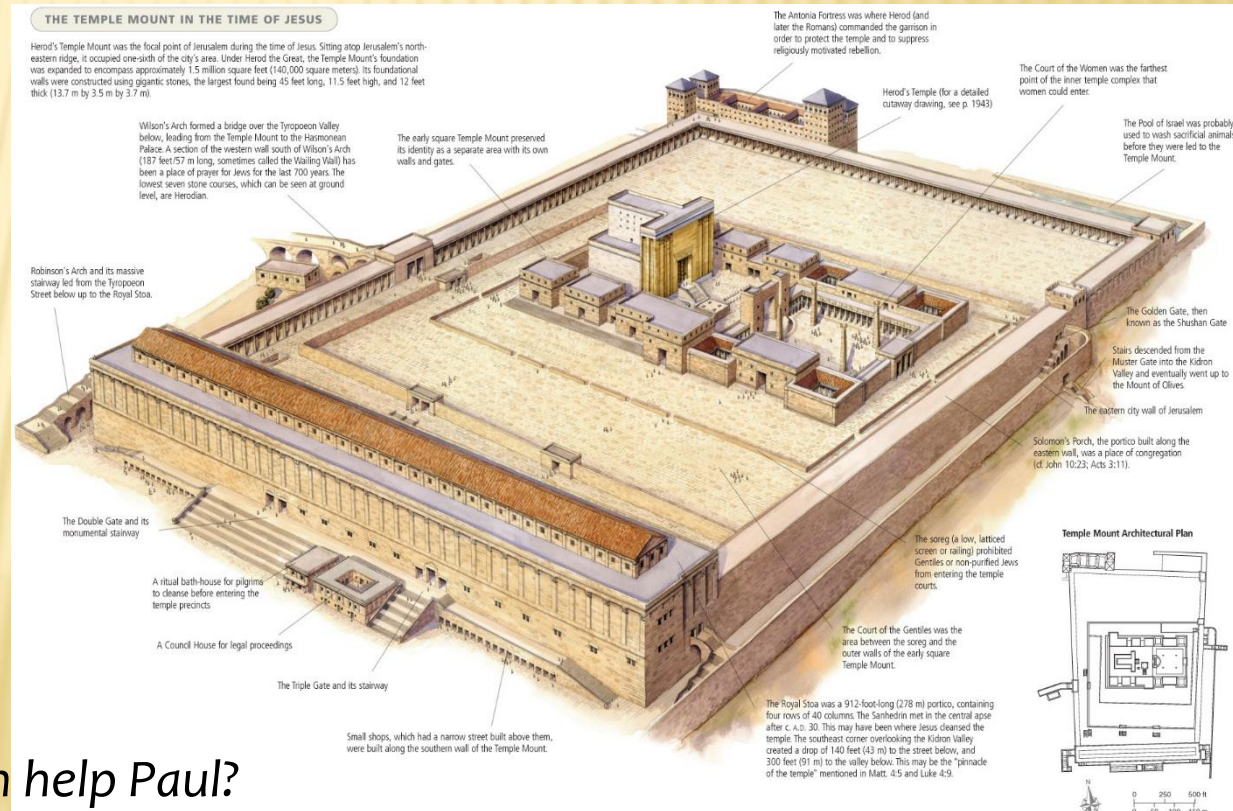 THE TEMPLE MOUNT IN THE TIME OF JESUS
Herod's Temple Mount was the focal point of Jerusalem during the time of Jesus. Sitting atop Jerusalem's north-
eastern ridge, it occupied one-sixth of the city's area. Under Herod the Great, the Temple Mount's foundation
was expanded to encompass approximately 1.5 million square feet (140,000 square meters). Its foundational
walls were constructed using gigantic stones, the largest found being 45 feet long, 11.5 feet high, and 12 feet
thick (13.7 m by 3.5 m by 3.7 m).
The Antonia Fortress was where Herod (and
later the Romans) commanded the garrison in
order to protect the temple and to suppress
religiously motivated rebellion.
The Court of the Women was the farthest
point of the inner temple complex that
women could enter.
Herod's Temple (for a detailed
cutaway drawing, see p. 1943)
The Pool of Israel was probably
used to wash sacrificial animals
before they were led to the
Temple Mount.
Wilson's Arch formed a bridge over the Tyropoeon Valley
below, leading from the Temple Mount to the Hasmonean
Palace. A section of the western wall south of Wilson's Arch
(187 feet/57 m long, sometimes called the Wailing Wall) has
been a place of prayer for Jews for the last 700 years. The
lowest seven stone courses, which can be seen at ground
level, are Herodian.
The early square Temple Mount preserved
its identity as a separate area with its own
walls and gates.
Robinson's Arch and its massive
stairway led from the Tyropoeon
Street below up to the Royal Stoa.
The Golden Gate, then
known as the Shushan Gate
Stairs descended from the
Muster Gate into the Kidron
Valley and eventually went up to
the Mount of Olives.
The eastern city wall of Jerusalem
Solomon's Porch, the portico built along the
eastern wall, was a place of congregation
(cf. John 10:23; Acts 3:11).
The Double Gate and its
monumental stairway
A ritual bath-house for pilgrims
to cleanse before entering the
temple precincts
A Council House for legal proceedings
The Triple Gate and its stairway
Small shops, which had a narrow street built above them,
were built along the southern wall of the Temple Mount.
The soreg (a low, latticed
screen or railing) prohibited
Gentiles or non-purified Jews
from entering the temple
courts.
The Court of the Gentiles was the
area between the soreg and the
outer walls of the early square
Temple Mount.
The Royal Stoa was a 912-foot-long (278 m) portico, containing
four rows of 40 columns. The Sanhedrin met in the central apse
after c. A.D. 30. This may have been where Jesus cleansed the
temple. The southeast corner overlooking the Kidron Valley
created a drop of 140 feet (43 m) to the street below, and
300 feet (91 m) to the valley below. This may be the "pinnacle
of the temple" mentioned in Matt. 4:5 and Luke 4:9.
Temple Mount Architectural Plan
N
0 250 500 ft
0 50 100 150 m
help Paul?